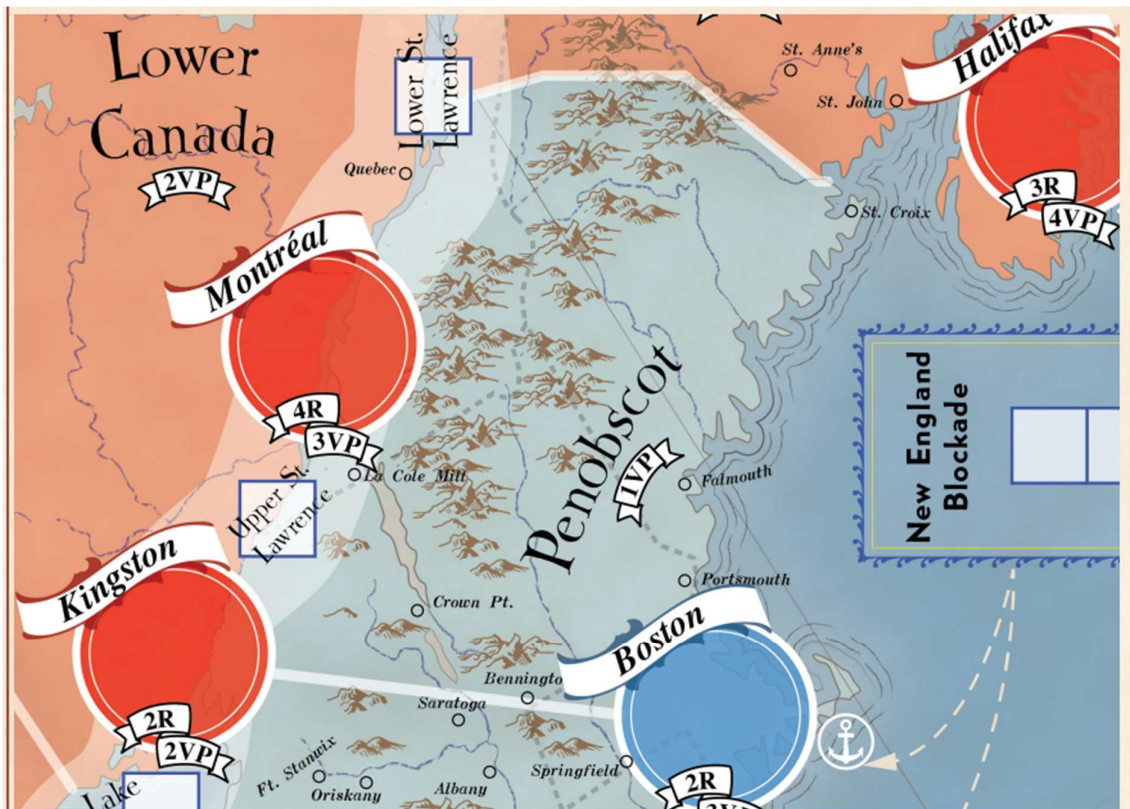 Lower
Canada
2VP
Lower St.
Lawrence
Quebec
St. Anne's
St. John
Halifax
3R
4VP
St. Croix
Montréal
4R
3VP
La Cole Mill
Upper St.
Lawrence
Penobscot
1VP
Falmouth
New England
Blockade
Kingston
2R
2VP
Crown Pt.
Portsmouth
Boston
2R
Benningto
Saratoga
Ft. Stanwix
Oriskany
Albany
Springfield
Lake